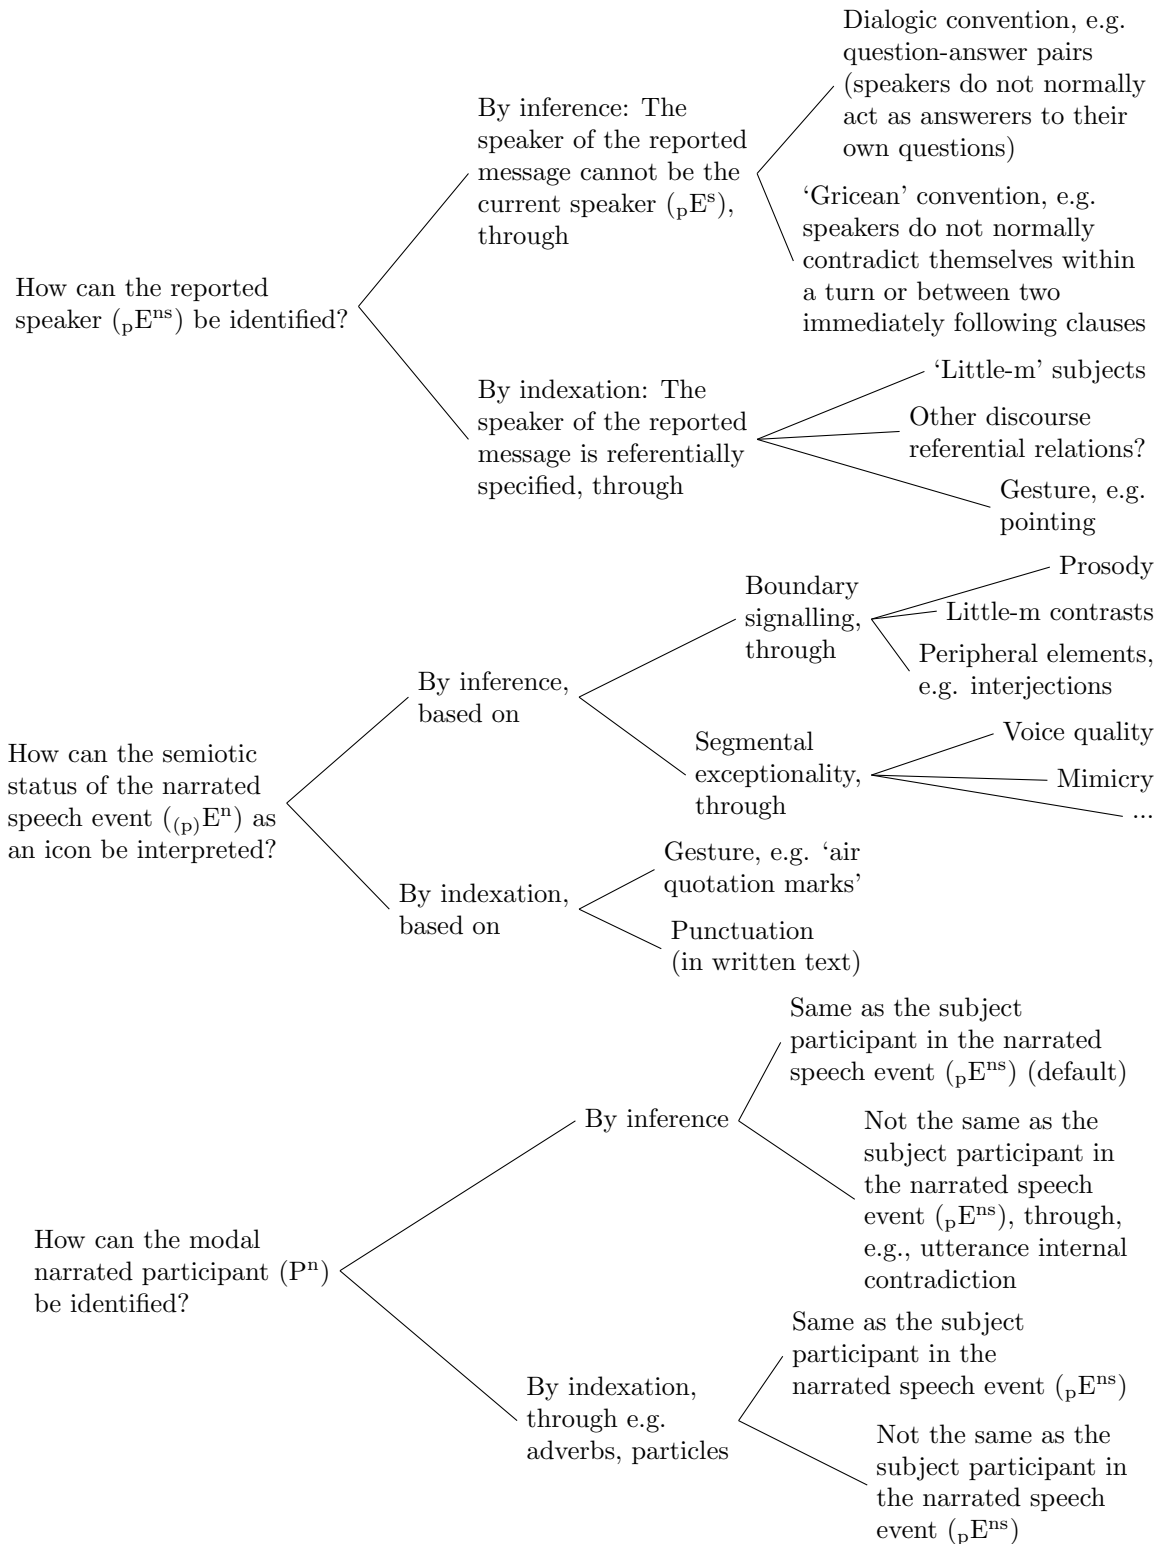 How can the reported
speaker (ₚEⁿˢ) be identified?
By inference: The
speaker of the reported
message cannot be the
current speaker (ₚEˢ),
through
Dialogic convention, e.g.
question-answer pairs
(speakers do not normally
act as answerers to their
own questions)
‘Gricean’ convention, e.g.
speakers do not normally
contradict themselves within
a turn or between two
immediately following clauses
By indexation: The
speaker of the reported
message is referentially
specified, through
‘Little-m’ subjects
Other discourse
referential relations?
Gesture, e.g.
pointing
How can the semiotic
status of the narrated
speech event (₍ₚ₎Eⁿ) as
an icon be interpreted?
By inference,
based on
Boundary
signalling,
through
Prosody
Little-m contrasts
Peripheral elements,
e.g. interjections
Segmental
exceptionality,
through
Voice quality
Mimicry
...
By indexation,
based on
Gesture, e.g. ‘air
quotation marks’
Punctuation
(in written text)
How can the modal
narrated participant (Pⁿ)
be identified?
By inference
Same as the subject
participant in the narrated
speech event (ₚEⁿˢ) (default)
Not the same as the
subject participant in
the narrated speech
event (ₚEⁿˢ), through,
e.g., utterance internal
contradiction
By indexation,
through e.g.
adverbs, particles
Same as the subject
participant in the
narrated speech event (ₚEⁿˢ)
Not the same as the
subject participant in
the narrated speech
event (ₚEⁿˢ)